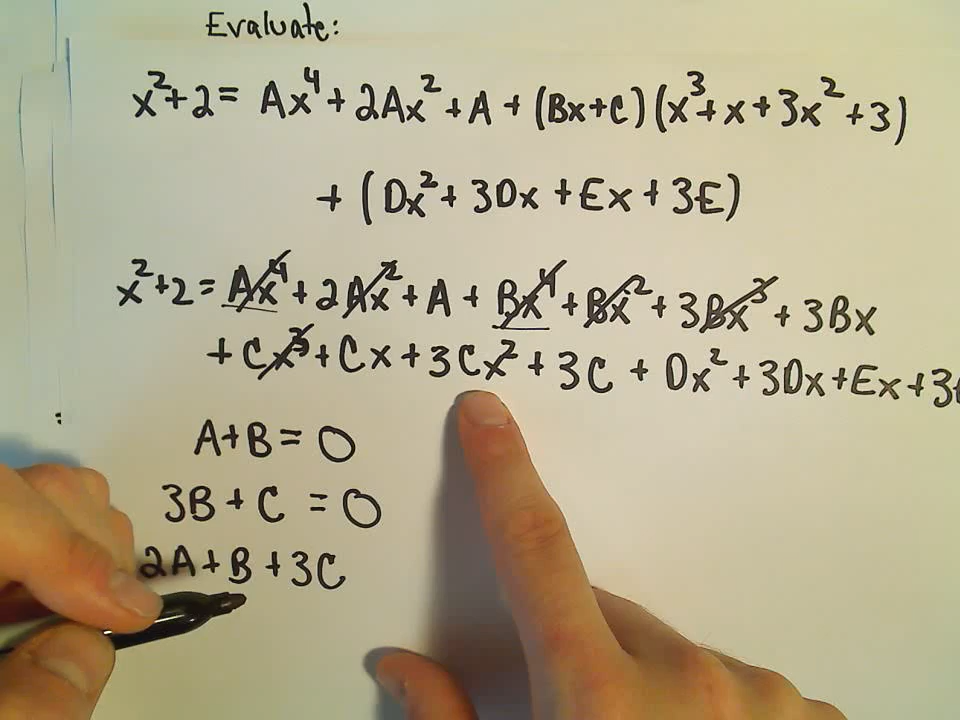 Evaluate:
x²+2 = Ax⁴ + 2Ax² + A + (Bx+C)(x³+x+3x²+3)
+ (Dx² + 3Dx + Ex + 3E)
x²+2 = Ax⁴ + 2Ax² + A + Bx⁴ + Bx² + 3Bx³ + 3Bx
+ Cx³ + Cx + 3Cx² + 3C + Dx² + 3Dx + Ex + 3E
A+B = 0
3B + C = 0
2A + B + 3C